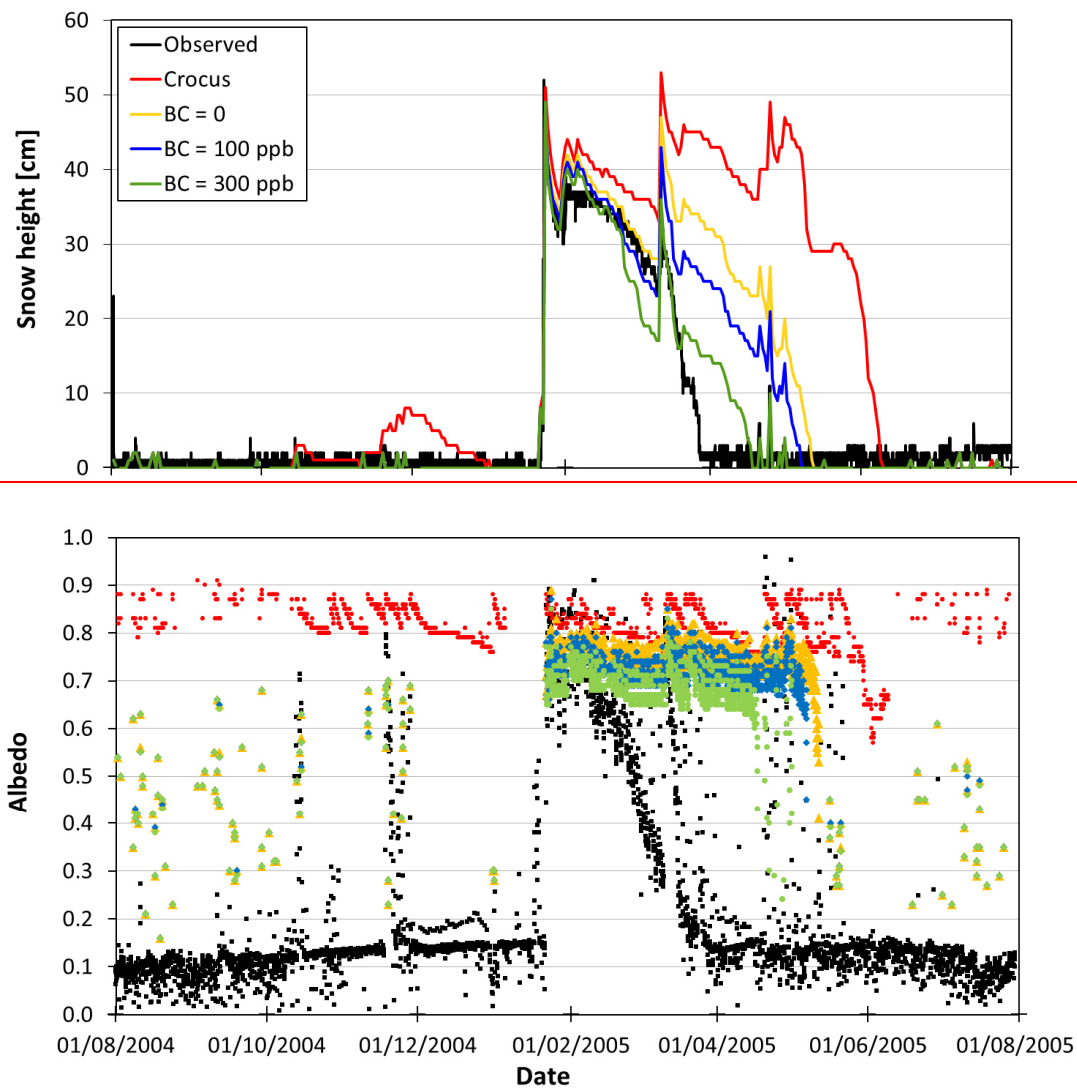 60
50
40
30
20
10
0
Snow height [cm]
Observed
Crocus
BC = 0
BC = 100 ppb
BC = 300 ppb
1.0
0.9
0.8
0.7
0.6
0.5
0.4
0.3
0.2
0.1
0.0
Albedo
01/08/2004 01/10/2004 01/12/2004 01/02/2005 01/04/2005 01/06/2005 01/08/2005
Date